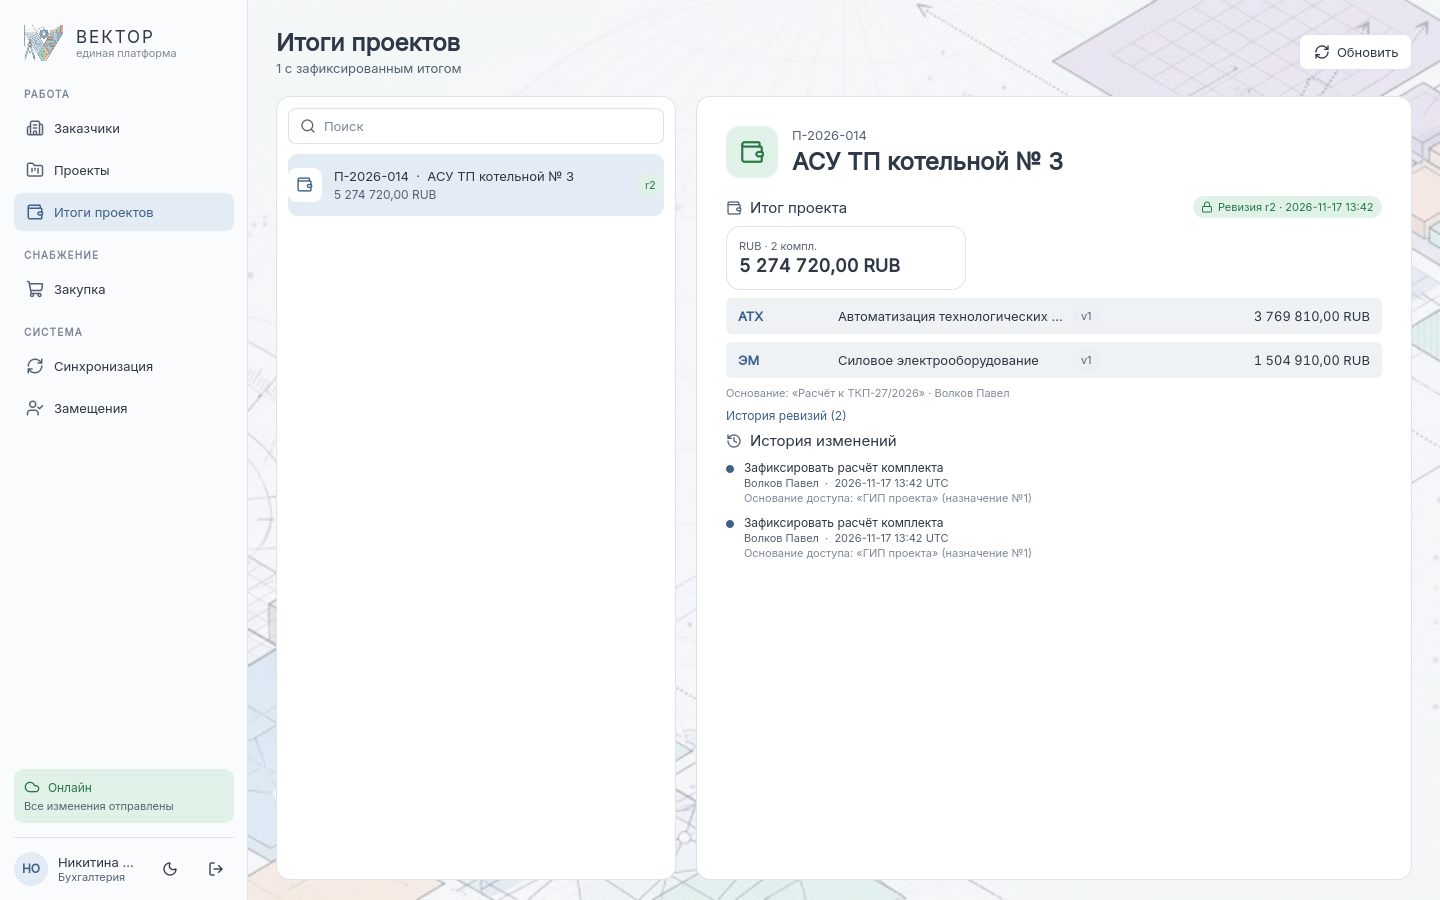 ВЕКТОР
единая платформа
РАБОТА
Заказчики
Проекты
Итоги проектов
СНАБЖЕНИЕ
Закупка
СИСТЕМА
Синхронизация
Замещения
Онлайн
Все изменения отправлены
НО
Никитина ...
Бухгалтерия
Итоги проектов
1 с зафиксированным итогом
Обновить
Поиск
П-2026-014 · АСУ ТП котельной № 3
5 274 720,00 RUB
r2
П-2026-014
АСУ ТП котельной № 3
Итог проекта
Ревизия r2 · 2026-11-17 13:42
RUB · 2 компл.
5 274 720,00 RUB
АТХ Автоматизация технологических ... v1 3 769 810,00 RUB
ЭМ Силовое электрооборудование v1 1 504 910,00 RUB
Основание: «Расчёт к ТКП-27/2026» · Волков Павел
История ревизий (2)
История изменений
Зафиксировать расчёт комплекта
Волков Павел · 2026-11-17 13:42 UTC
Основание доступа: «ГИП проекта» (назначение №1)
Зафиксировать расчёт комплекта
Волков Павел · 2026-11-17 13:42 UTC
Основание доступа: «ГИП проекта» (назначение №1)